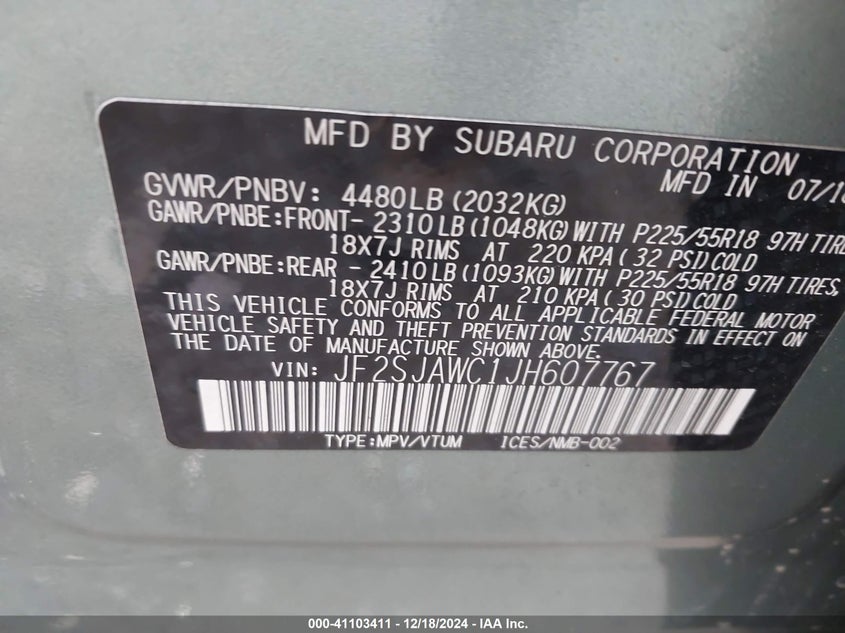 MFD BY SUBARU CORPORATION
MFD IN
GVWR/PNBV: 4480LB (2032KG)
GAWR/PNBE:FRONT- 2310LB (1048KG) WITH P225/55R18 97H TIRE
18X7J RIMS AT 220 KPA ( 32 PSI) COLD
GAWR/PNBE:REAR - 2410LB (1093KG) WITH P225/55R18 97H TIRES,
18X7J RIMS AT 210 KPA ( 30 PSI) COLD
THIS VEHICLE CONFORMS TO ALL APPLICABLE FEDERAL MOTOR
VEHICLE SAFETY AND THEFT PREVENTION STANDARDS IN EFFECT ON
THE DATE OF MANUFACTURE SHOWN ABOVE.
VIN: JF2SJAWC1JH607767
TYPE:MPV/VTUM ICES/NMB-002
000-41103411 - 12/18/2024 - IAA Inc.